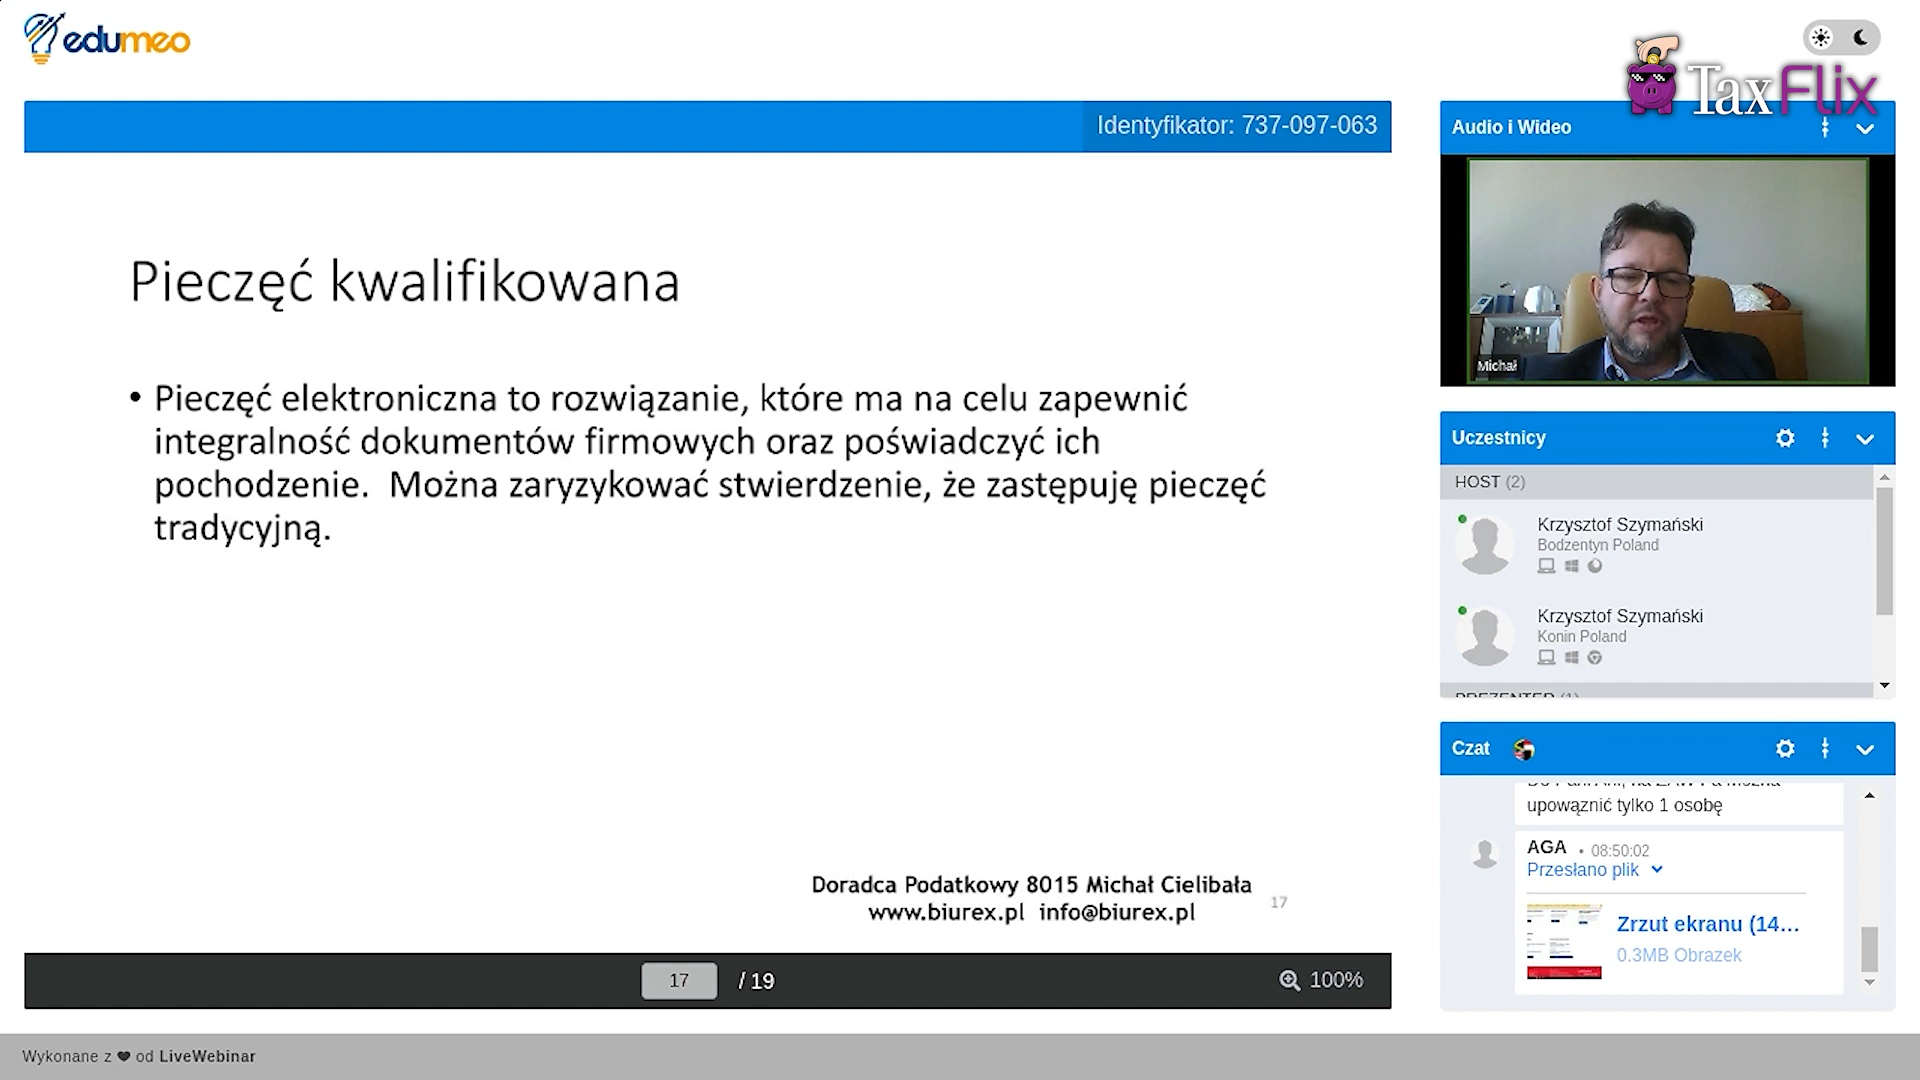 edumeo
TaxFlix
Identyfikator: 737-097-063
Pieczęć kwalifikowana
• Pieczęć elektroniczna to rozwiązanie, które ma na celu zapewnić
integralność dokumentów firmowych oraz poświadczyć ich
pochodzenie.  Można zaryzykować stwierdzenie, że zastępuję pieczęć
tradycyjną.
Doradca Podatkowy 8015 Michał Cielibała
www.biurex.pl  info@biurex.pl
17
17 / 19
100%
Audio i Wideo
Michał
Uczestnicy
HOST (2)
Krzysztof Szymański
Bodzentyn Poland
Krzysztof Szymański
Konin Poland
PREZENTER (1)
Czat
upowąznić tylko 1 osobę
AGA • 08:50:02
Przesłano plik
Zrzut ekranu (14...
0.3MB Obrazek
Wykonane z ❤ od LiveWebinar